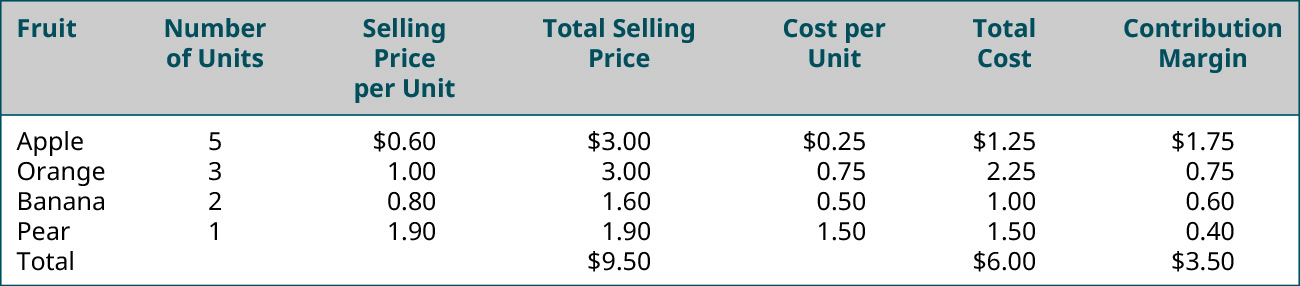 Fruit Number of Units Selling Price per Unit Total Selling Price Cost per Unit Total Cost Contribution Margin
Apple 5 $0.60 $3.00 $0.25 $1.25 $1.75
Orange 3 1.00 3.00 0.75 2.25 0.75
Banana 2 0.80 1.60 0.50 1.00 0.60
Pear 1 1.90 1.90 1.50 1.50 0.40
Total $9.50 $6.00 $3.50